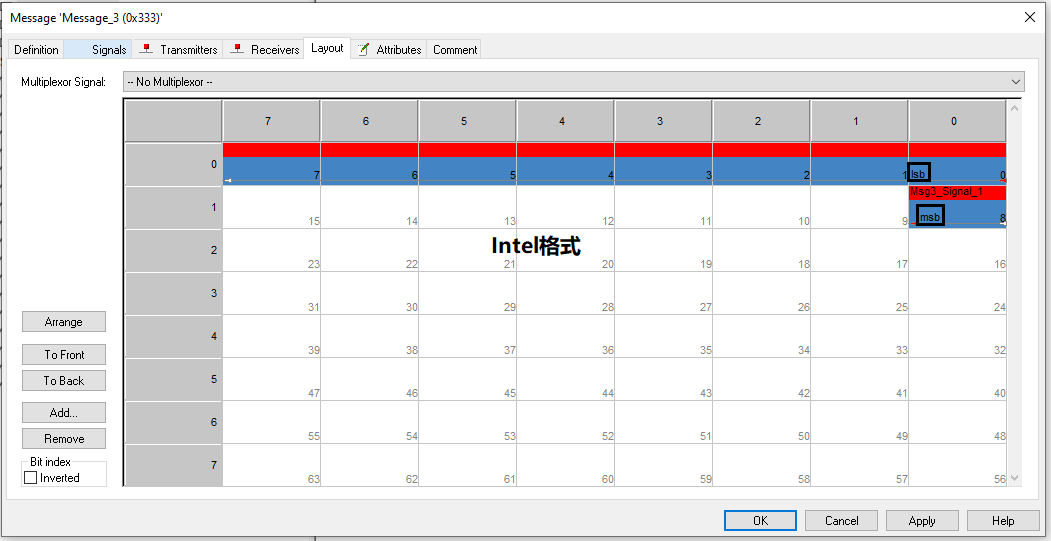 Message 'Message_3 (0x333)'
Definition Signals Transmitters Receivers Layout Attributes Comment
Multiplexor Signal: -- No Multiplexor --
7 6 5 4 3 2 1 0
0 7 6 5 4 3 2 1 lsb 0
Msg3_Signal_1
1 15 14 13 12 11 10 9 msb 8
Intel格式
2 23 22 21 20 19 18 17 16
3 31 30 29 28 27 26 25 24
Arrange
4 39 38 37 36 35 34 33 32
To Front
To Back
5 47 46 45 44 43 42 41 40
Add...
6 55 54 53 52 51 50 49 48
Remove
Bit index
7 63 62 61 60 59 58 57 56
Inverted
OK Cancel Apply Help